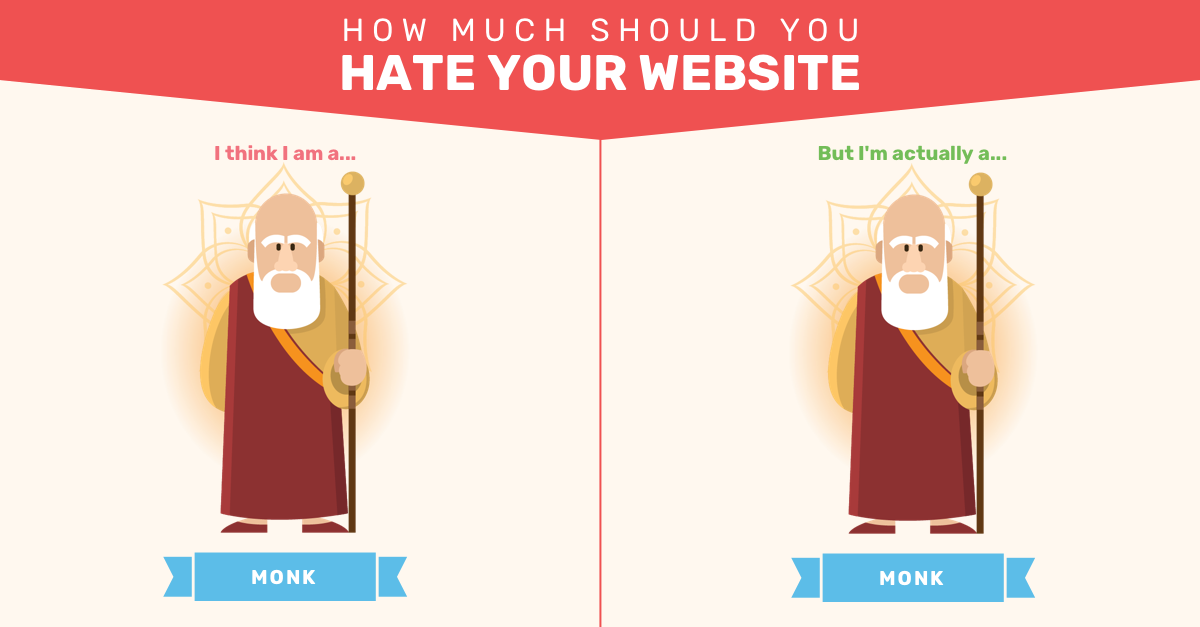 HOW MUCH SHOULD YOU
HATE YOUR WEBSITE
I think I am a...
MONK
But I'm actually a...
MONK